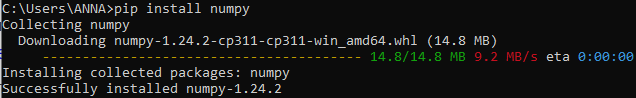 C:\Users\ANNA>pip install numpy
Collecting numpy
  Downloading numpy-1.24.2-cp311-cp311-win_amd64.whl (14.8 MB)
     ---------------------------------------- 14.8/14.8 MB 9.2 MB/s eta 0:00:00
Installing collected packages: numpy
Successfully installed numpy-1.24.2